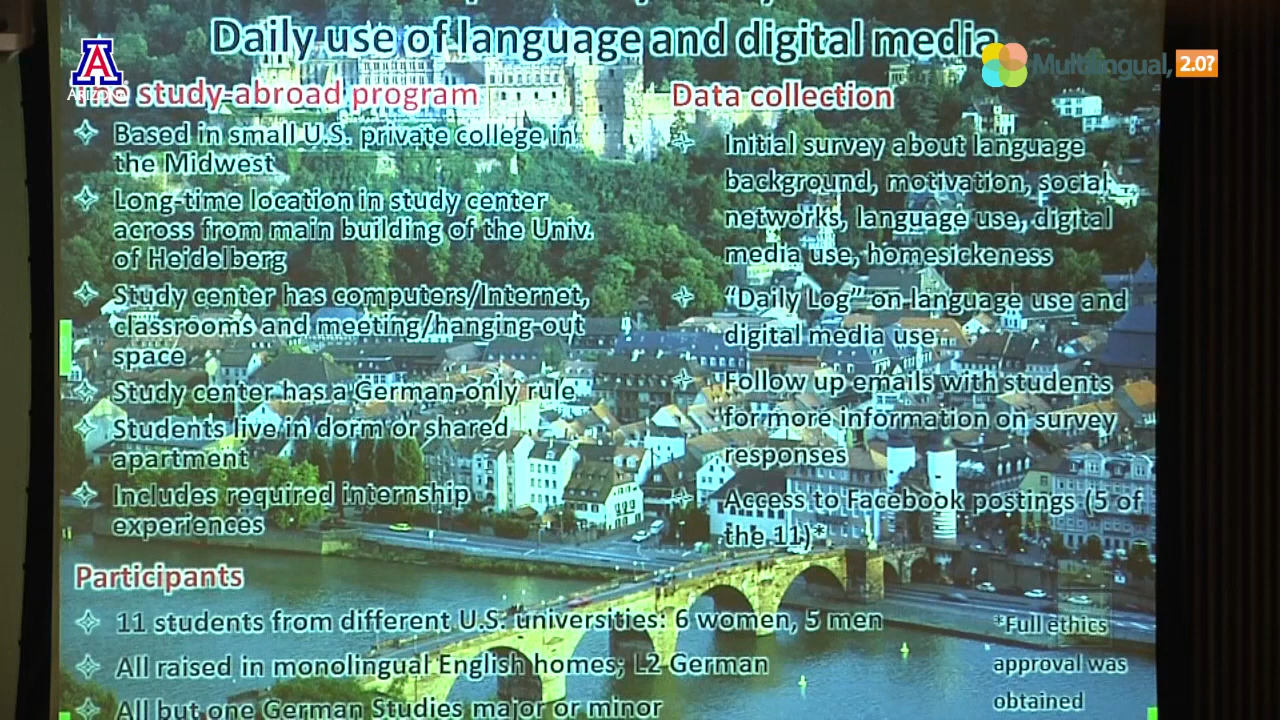 Daily use of language and digital media
A
ARIZONA
Multilingual, 2.0?
study-abroad program
Based in small U.S. private college in
the Midwest
Long-time location in study center
across from main building of the Univ.
of Heidelberg
Study center has computers/Internet,
classrooms and meeting/hanging-out
space
Study center has a German-only rule
Students live in dorm or shared
apartment
Includes required internship
experiences
Data collection
Initial survey about language
background, motivation, social
networks, language use, digital
media use, homesickeness
“Daily Log” on language use and
digital media use
Follow up emails with students
for more information on survey
responses
Access to Facebook postings (5 of
the 11)*
Participants
11 students from different U.S. universities: 6 women, 5 men
All raised in monolingual English homes; L2 German
All but one German Studies major or minor
*Full ethics
approval was
obtained